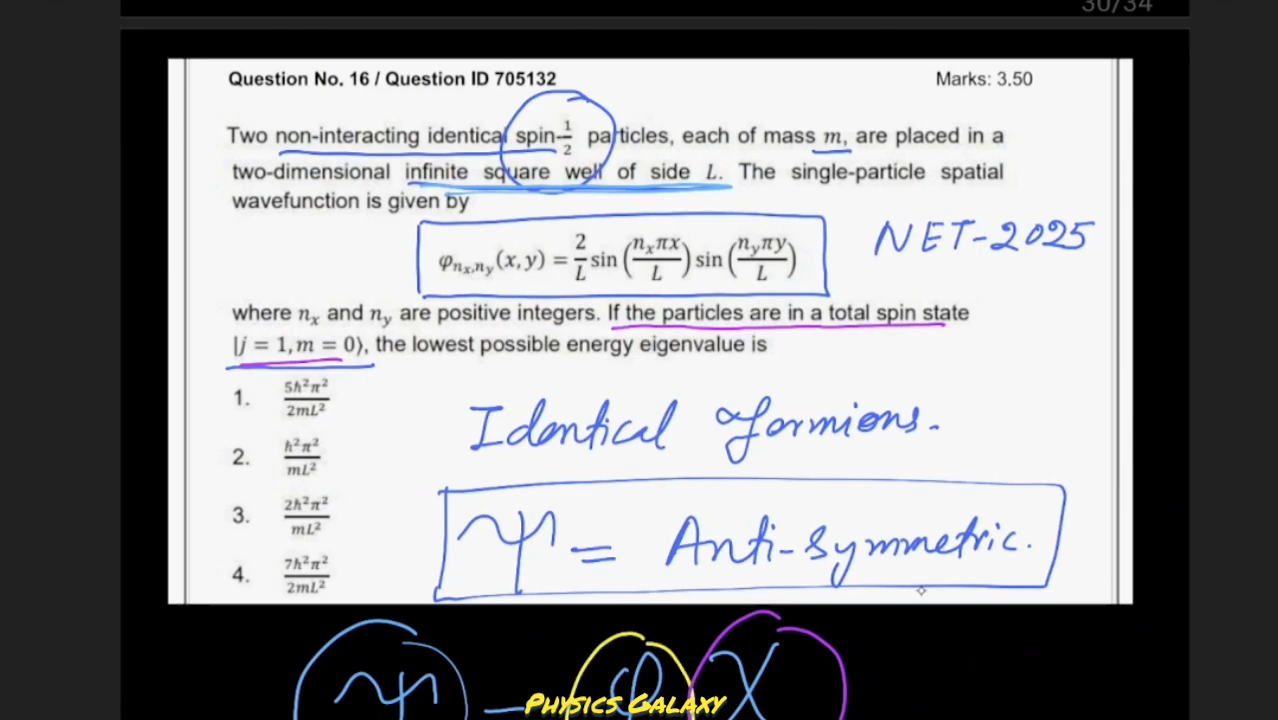 30/34
Question No. 16 / Question ID 705132 Marks: 3.50
Two non-interacting identical spin-1/2 particles, each of mass m, are placed in a
two-dimensional infinite square well of side L. The single-particle spatial
wavefunction is given by
φ_{n_x,n_y}(x, y) = 2/L sin (n_xπx/L) sin (n_yπy/L)
NET-2025
where n_x and n_y are positive integers. If the particles are in a total spin state
|j = 1, m = 0⟩, the lowest possible energy eigenvalue is
1. 5ℏ²π²/2mL²
2. ℏ²π²/mL²
3. 2ℏ²π²/mL²
4. 7ℏ²π²/2mL²
Identical fermions.
ψ = Anti-symmetric.
ψ = φ χ
PHYSICS GALAXY